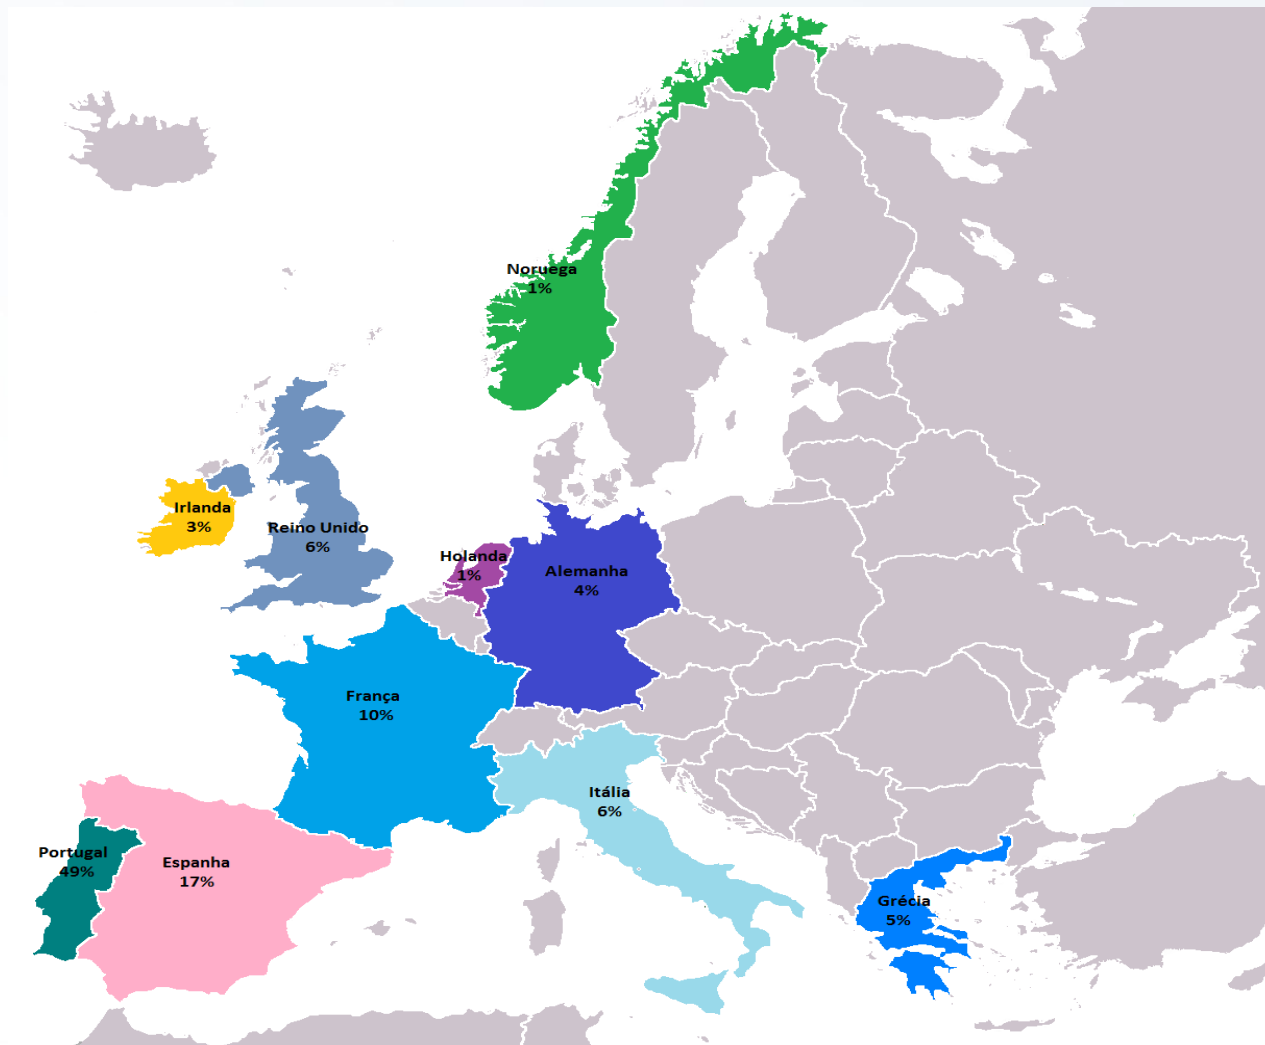 Noruega
1%
Irlanda
3%
Reino Unido
6%
Holanda
1%
Alemanha
4%
França
10%
Itália
6%
Portugal
49%
Espanha
17%
Grécia
5%